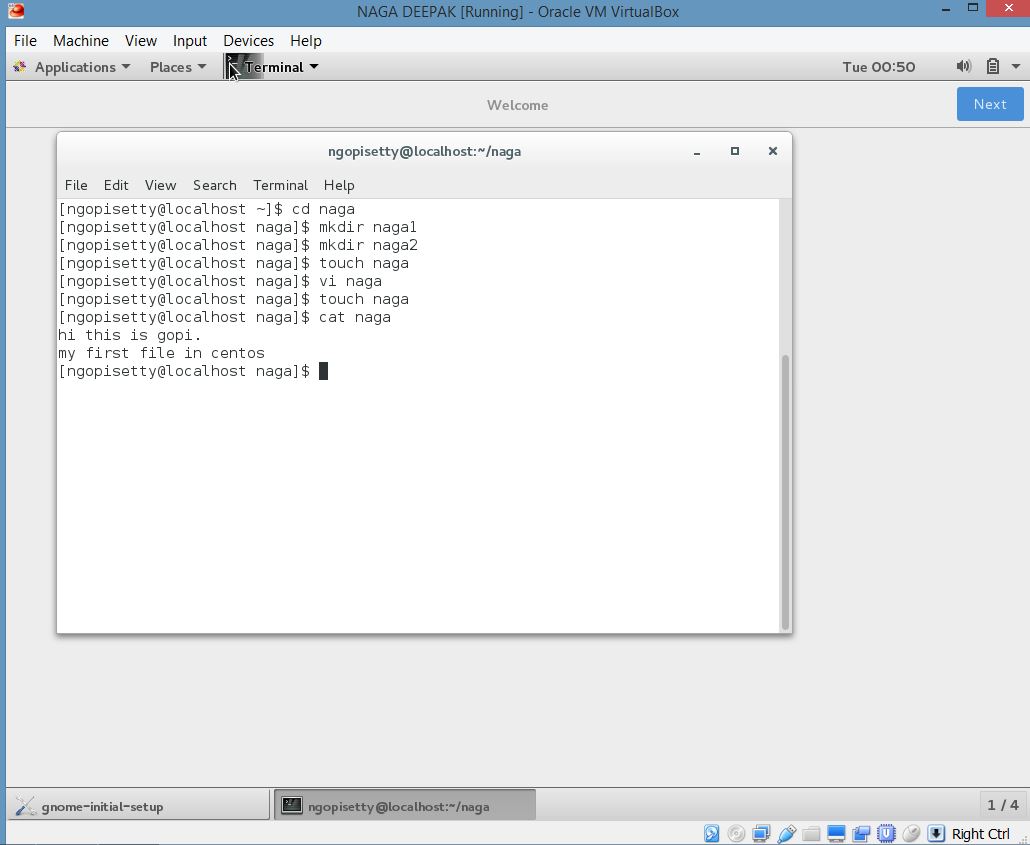 NAGA DEEPAK [Running] - Oracle VM VirtualBox
File Machine View Input Devices Help
Applications Places Terminal Tue 00:50
Welcome Next
ngopisetty@localhost:~/naga
File Edit View Search Terminal Help
[ngopisetty@localhost ~]$ cd naga
[ngopisetty@localhost naga]$ mkdir naga1
[ngopisetty@localhost naga]$ mkdir naga2
[ngopisetty@localhost naga]$ touch naga
[ngopisetty@localhost naga]$ vi naga
[ngopisetty@localhost naga]$ touch naga
[ngopisetty@localhost naga]$ cat naga
hi this is gopi.
my first file in centos
[ngopisetty@localhost naga]$
gnome-initial-setup ngopisetty@localhost:~/naga 1 / 4
Right Ctrl